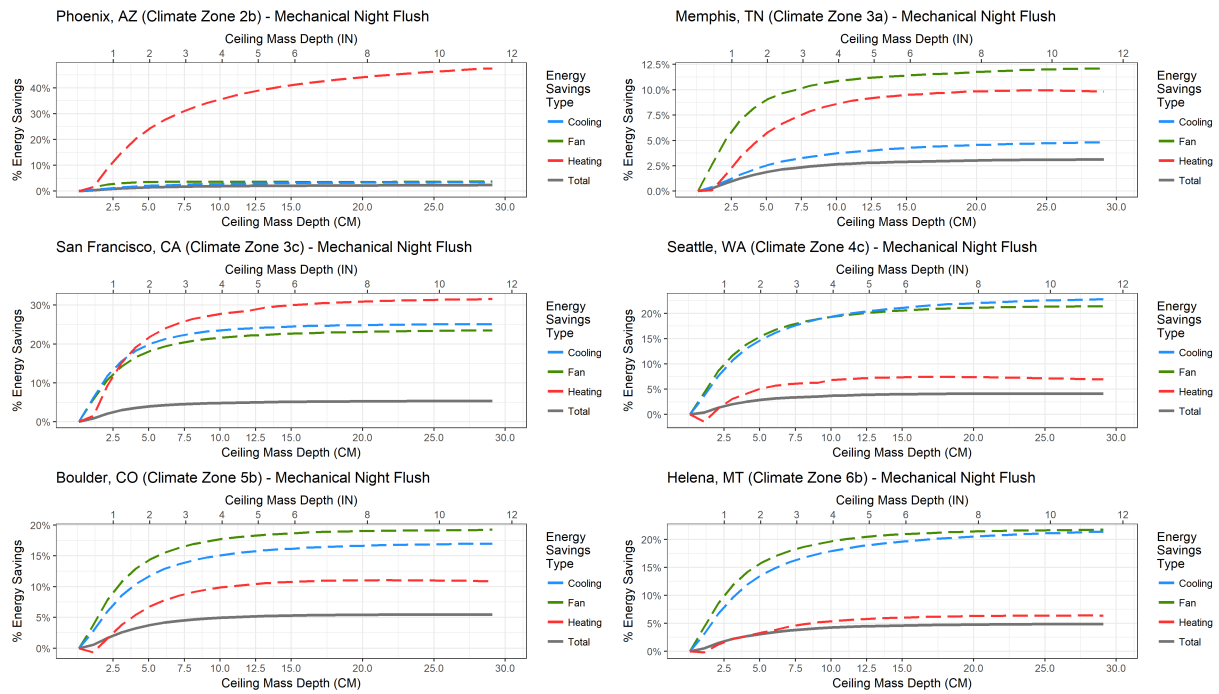 Phoenix, AZ (Climate Zone 2b) - Mechanical Night Flush
Ceiling Mass Depth (IN)
1 2 3 4 5 6 8 10 12
% Energy Savings
40%
30%
20%
10%
0%
2.5 5.0 7.5 10.0 12.5 15.0 20.0 25.0 30.0
Ceiling Mass Depth (CM)
Energy
Savings
Type
Cooling
Fan
Heating
Total
Memphis, TN (Climate Zone 3a) - Mechanical Night Flush
Ceiling Mass Depth (IN)
1 2 3 4 5 6 8 10 12
% Energy Savings
12.5%
10.0%
7.5%
5.0%
2.5%
0.0%
2.5 5.0 7.5 10.0 12.5 15.0 20.0 25.0 30.0
Ceiling Mass Depth (CM)
Energy
Savings
Type
Cooling
Fan
Heating
Total
San Francisco, CA (Climate Zone 3c) - Mechanical Night Flush
Ceiling Mass Depth (IN)
1 2 3 4 5 6 8 10 12
% Energy Savings
30%
20%
10%
0%
2.5 5.0 7.5 10.0 12.5 15.0 20.0 25.0 30.0
Ceiling Mass Depth (CM)
Energy
Savings
Type
Cooling
Fan
Heating
Total
Seattle, WA (Climate Zone 4c) - Mechanical Night Flush
Ceiling Mass Depth (IN)
1 2 3 4 5 6 8 10 12
% Energy Savings
20%
15%
10%
5%
0%
2.5 5.0 7.5 10.0 12.5 15.0 20.0 25.0 30.0
Ceiling Mass Depth (CM)
Energy
Savings
Type
Cooling
Fan
Heating
Total
Boulder, CO (Climate Zone 5b) - Mechanical Night Flush
Ceiling Mass Depth (IN)
1 2 3 4 5 6 8 10 12
% Energy Savings
20%
15%
10%
5%
0%
2.5 5.0 7.5 10.0 12.5 15.0 20.0 25.0 30.0
Ceiling Mass Depth (CM)
Energy
Savings
Type
Cooling
Fan
Heating
Total
Helena, MT (Climate Zone 6b) - Mechanical Night Flush
Ceiling Mass Depth (IN)
1 2 3 4 5 6 8 10 12
% Energy Savings
20%
15%
10%
5%
0%
2.5 5.0 7.5 10.0 12.5 15.0 20.0 25.0 30.0
Ceiling Mass Depth (CM)
Energy
Savings
Type
Cooling
Fan
Heating
Total